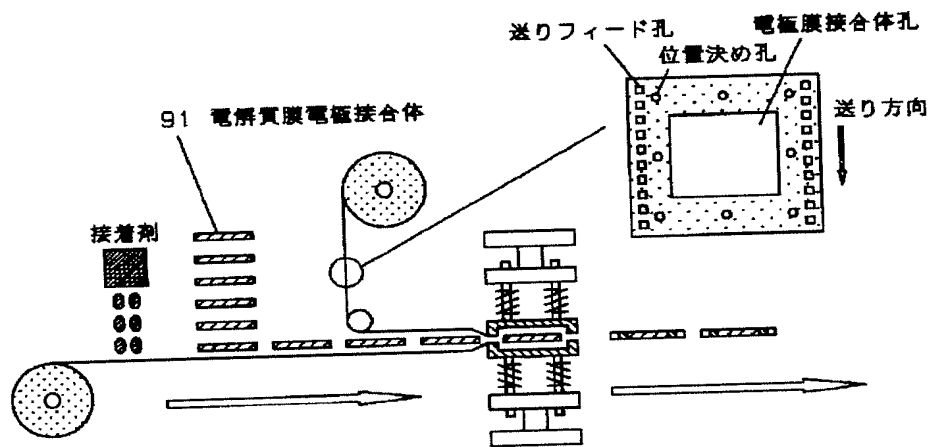 送りフィード孔
電極膜接合体孔
位置決め孔
送り方向
91 電解質膜電極接合体
接着剤